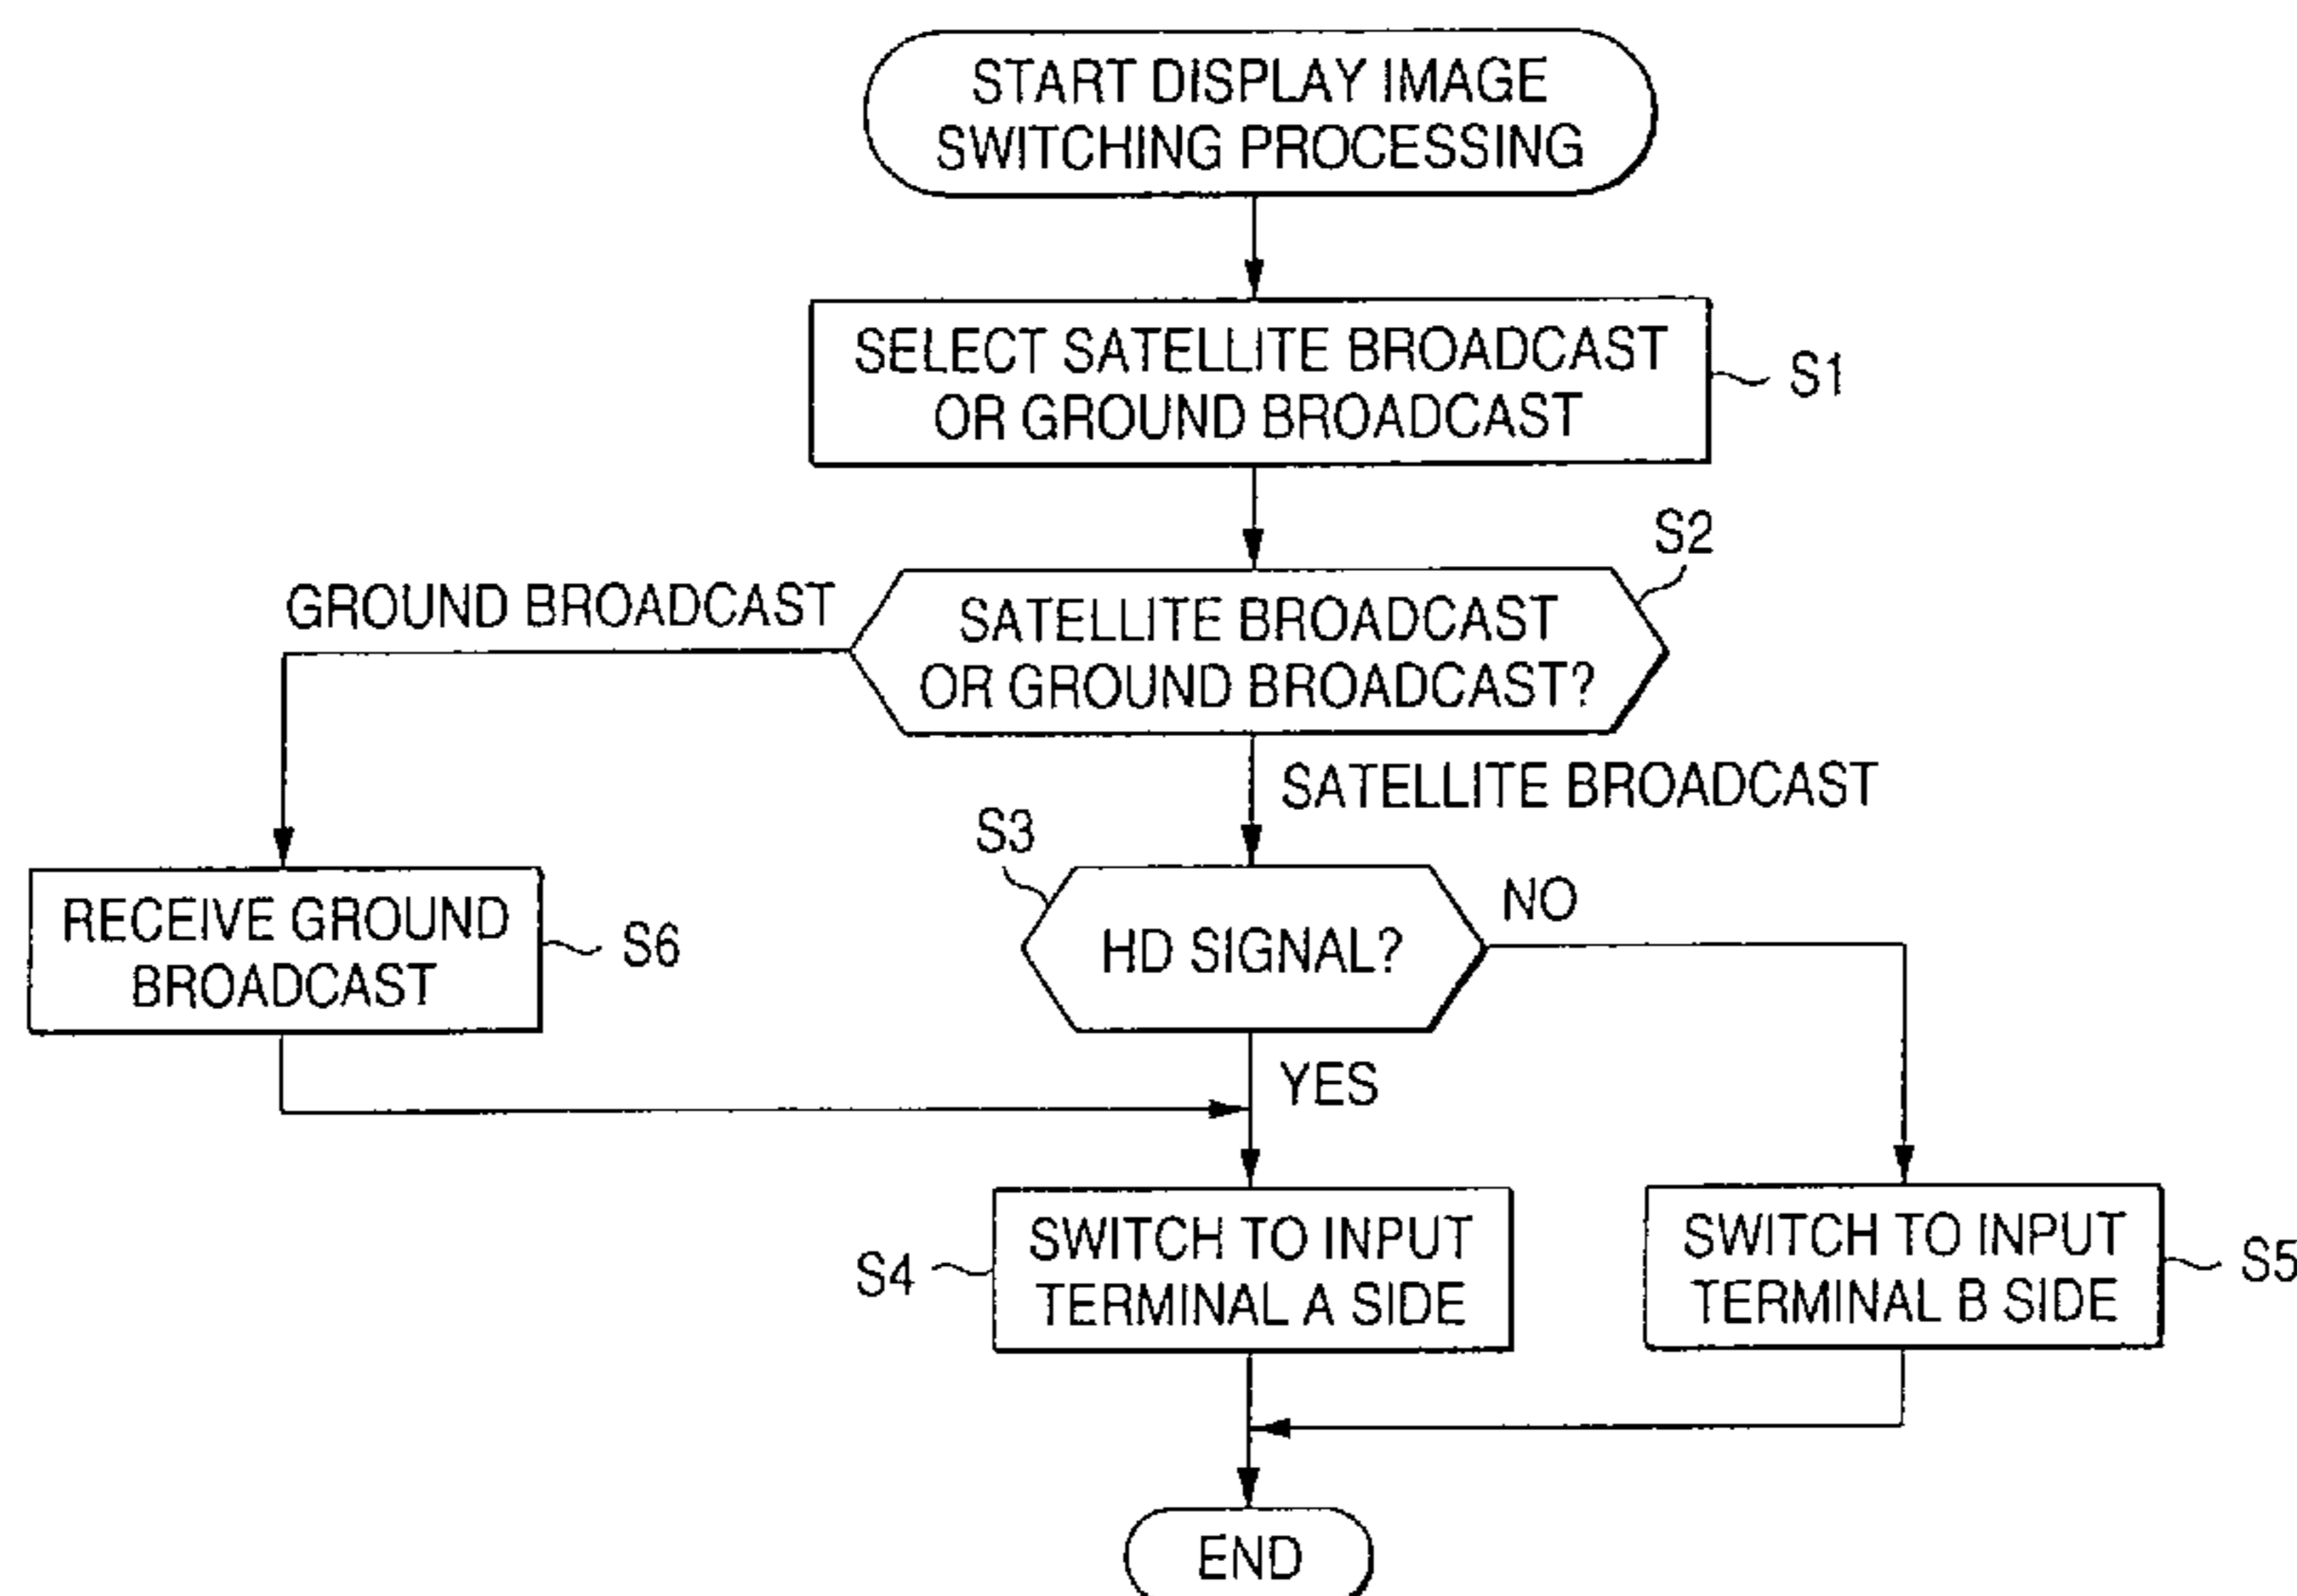 START DISPLAY IMAGE
SWITCHING PROCESSING
SELECT SATELLITE BROADCAST
OR GROUND BROADCAST
S1
S2
GROUND BROADCAST
SATELLITE BROADCAST
OR GROUND BROADCAST?
SATELLITE BROADCAST
S3
NO
RECEIVE GROUND
BROADCAST
S6
HD SIGNAL?
YES
S4
SWITCH TO INPUT
TERMINAL A SIDE
SWITCH TO INPUT
TERMINAL B SIDE
S5
END